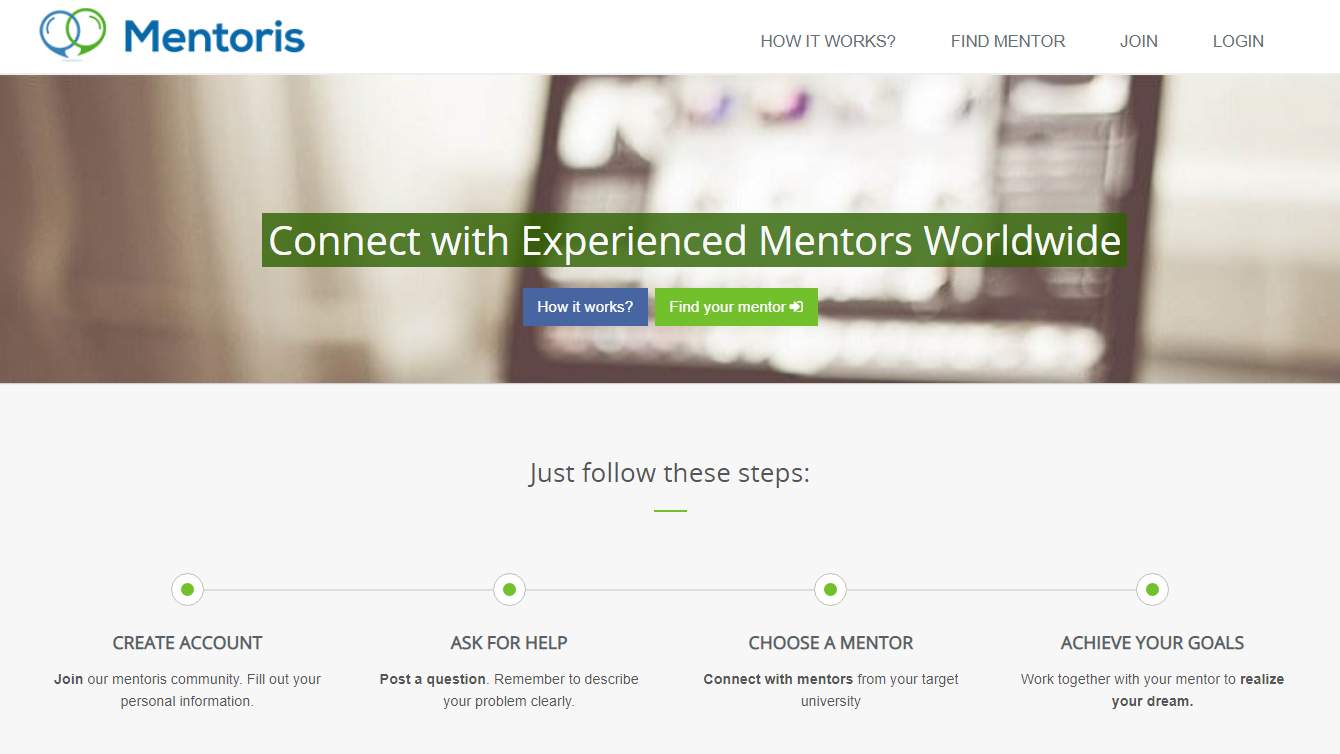 Mentoris
HOW IT WORKS? FIND MENTOR JOIN LOGIN
Connect with Experienced Mentors Worldwide
How it works? Find your mentor
Just follow these steps:
CREATE ACCOUNT
Join our mentoris community. Fill out your
personal information.
ASK FOR HELP
Post a question. Remember to describe
your problem clearly.
CHOOSE A MENTOR
Connect with mentors from your target
university
ACHIEVE YOUR GOALS
Work together with your mentor to realize
your dream.